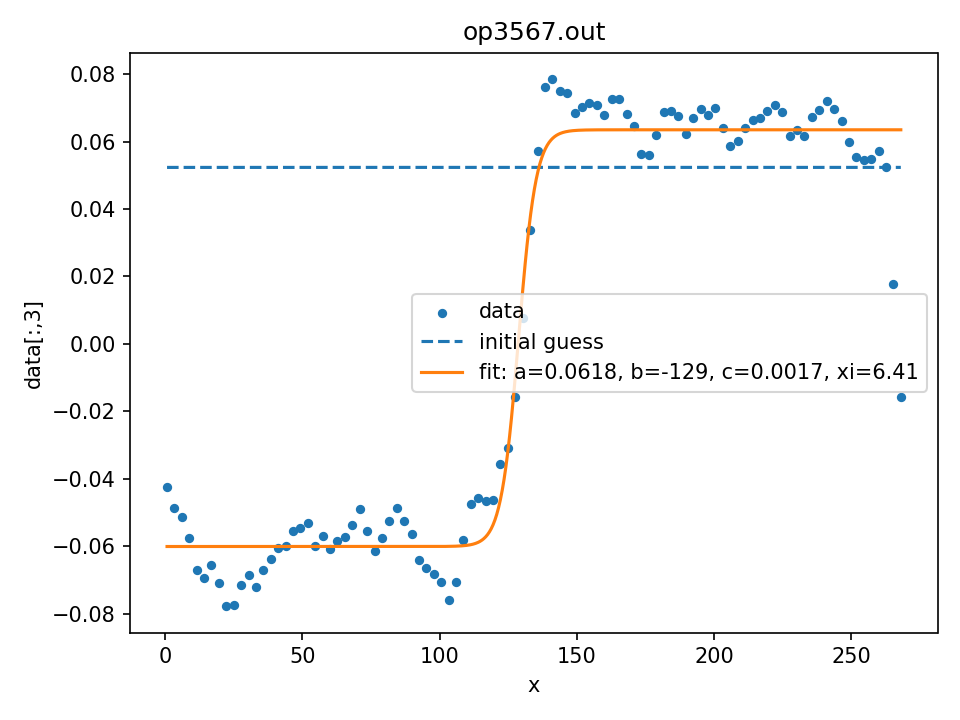 op3567.out
data[:,3]
0.08
0.06
0.04
0.02
0.00
−0.02
−0.04
−0.06
−0.08
data
initial guess
fit: a=0.0618, b=-129, c=0.0017, xi=6.41
0 50 100 150 200 250
x